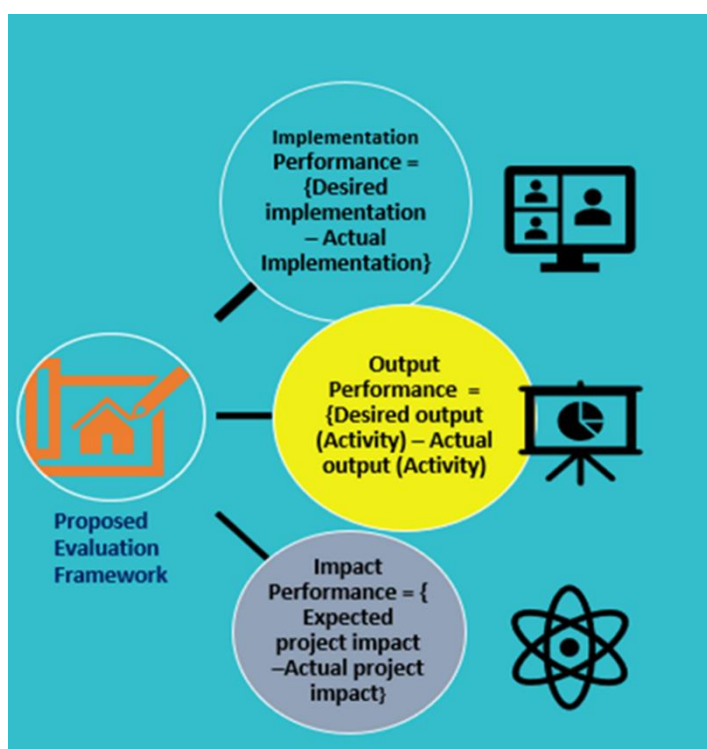 Implementation
Performance =
{Desired
implementation
– Actual
Implementation}
Output
Performance =
{Desired output
(Activity) – Actual
output (Activity)
Proposed
Evaluation
Framework
Impact
Performance = {
Expected
project impact
–Actual project
impact}